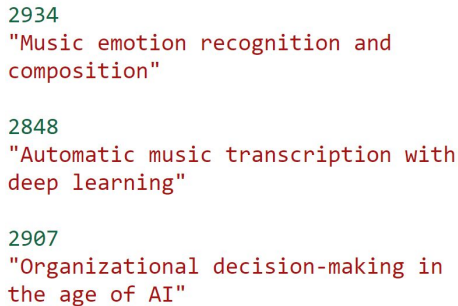 2934
"Music emotion recognition and
composition"
2848
"Automatic music transcription with
deep learning"
2907
"Organizational decision-making in
the age of AI"